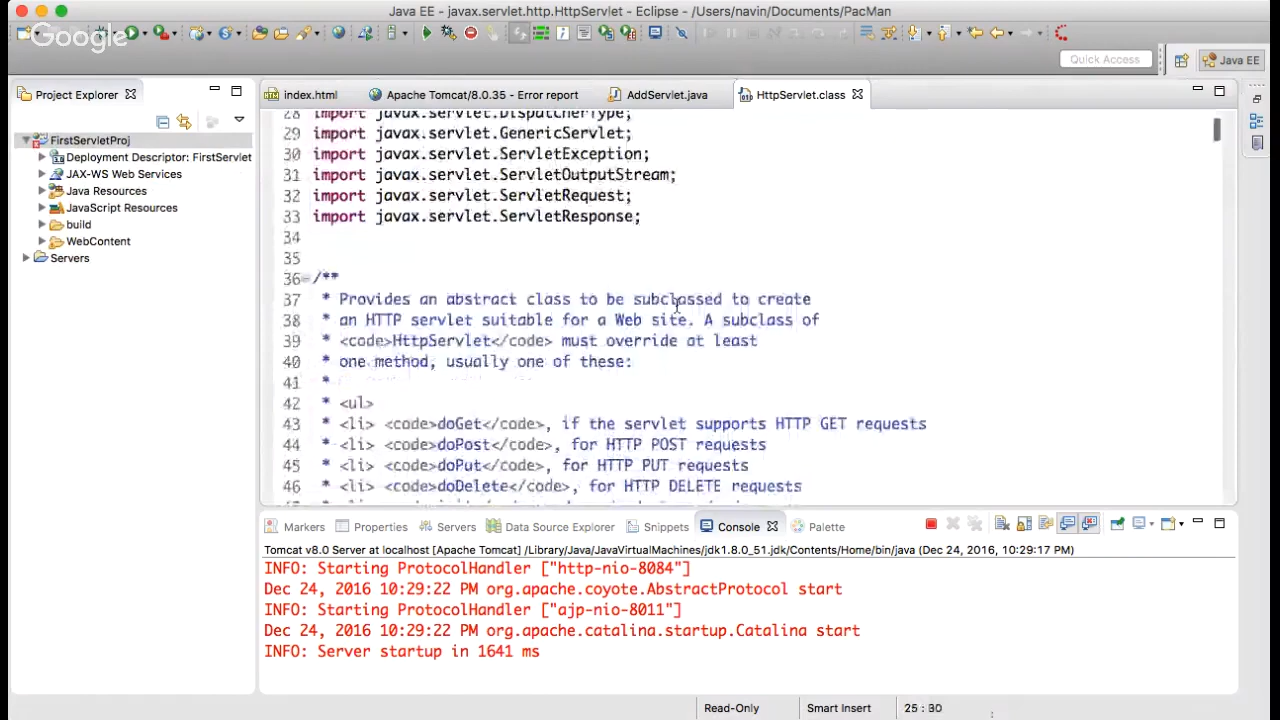 Java EE - javax.servlet.http.HttpServlet - Eclipse - /Users/navin/Documents/PacMan
Google
Quick Access
Java EE
Project Explorer
index.html
Apache Tomcat/8.0.35 - Error report
AddServlet.java
HttpServlet.class
FirstServletProj
Deployment Descriptor: FirstServlet
JAX-WS Web Services
Java Resources
JavaScript Resources
build
WebContent
Servers
28 import javax.servlet.DispatcherType;
29 import javax.servlet.GenericServlet;
30 import javax.servlet.ServletException;
31 import javax.servlet.ServletOutputStream;
32 import javax.servlet.ServletRequest;
33 import javax.servlet.ServletResponse;
34
35
36 /**
37 * Provides an abstract class to be subclassed to create
38 * an HTTP servlet suitable for a Web site. A subclass of
39 * <code>HttpServlet</code> must override at least
40 * one method, usually one of these:
41 *
42 * <ul>
43 * <li> <code>doGet</code>, if the servlet supports HTTP GET requests
44 * <li> <code>doPost</code>, for HTTP POST requests
45 * <li> <code>doPut</code>, for HTTP PUT requests
46 * <li> <code>doDelete</code>, for HTTP DELETE requests
Markers
Properties
Servers
Data Source Explorer
Snippets
Console
Palette
Tomcat v8.0 Server at localhost [Apache Tomcat] /Library/Java/JavaVirtualMachines/jdk1.8.0_51.jdk/Contents/Home/bin/java (Dec 24, 2016, 10:29:17 PM)
INFO: Starting ProtocolHandler ["http-nio-8084"]
Dec 24, 2016 10:29:22 PM org.apache.coyote.AbstractProtocol start
INFO: Starting ProtocolHandler ["ajp-nio-8011"]
Dec 24, 2016 10:29:22 PM org.apache.catalina.startup.Catalina start
INFO: Server startup in 1641 ms
Read-Only
Smart Insert
25 : 30